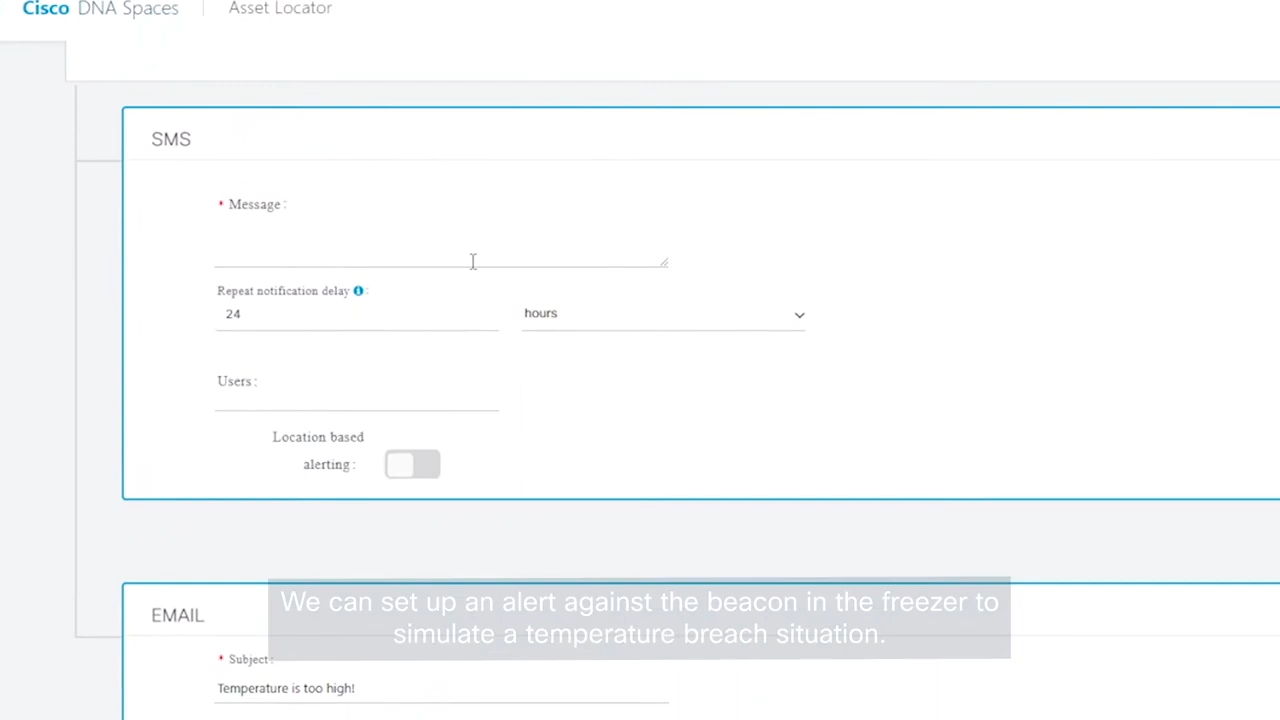 Cisco DNA Spaces Asset Locator
SMS
* Message :
Repeat notification delay :
24 hours
Users :
Location based
alerting :
We can set up an alert against the beacon in the freezer to
simulate a temperature breach situation.
EMAIL
* Subject :
Temperature is too high!